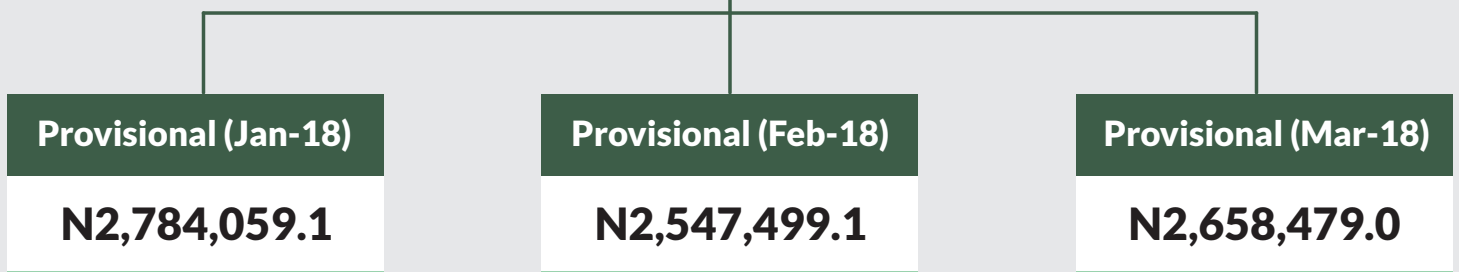 Provisional (Jan-18)
N2,784,059.1
Provisional (Feb-18)
N2,547,499.1
Provisional (Mar-18)
N2,658,479.0